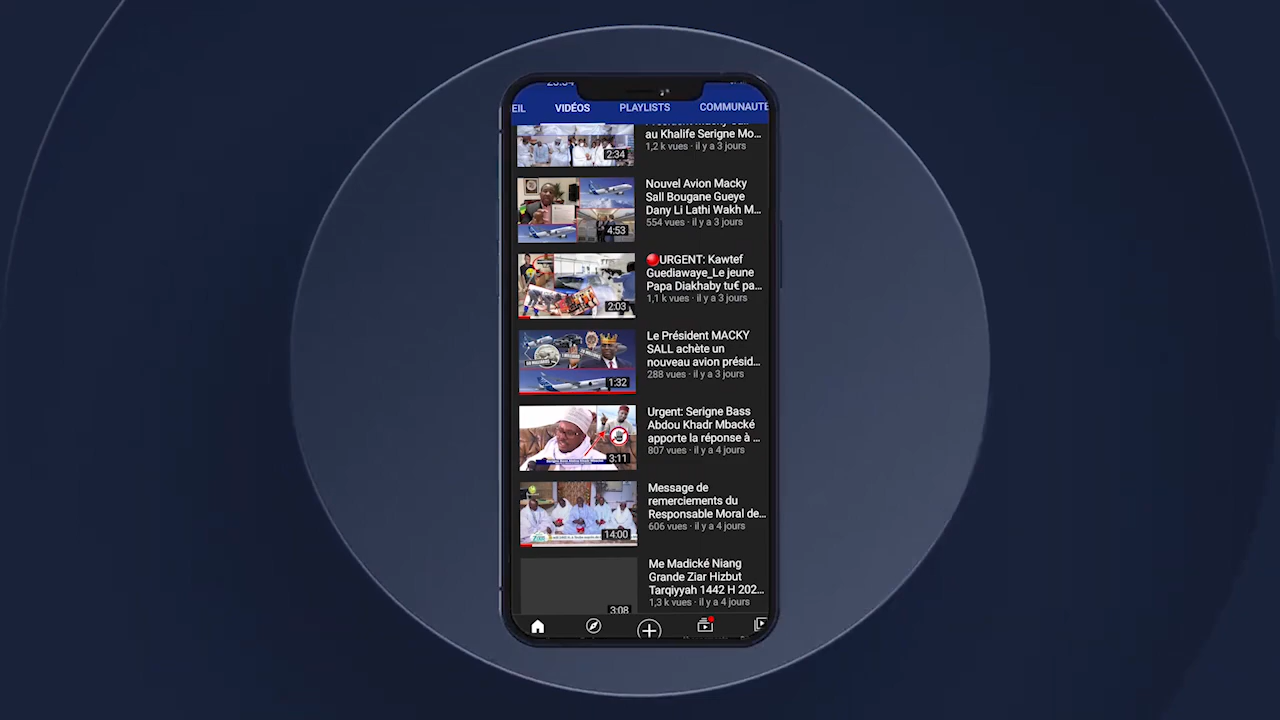 EIL VIDÉOS PLAYLISTS COMMUNAUTÉ
au Khalife Serigne Mo...
1,2 k vues · il y a 3 jours
2:34
Nouvel Avion Macky
Sall Bougane Gueye
Dany Li Lathi Wakh M...
554 vues · il y a 3 jours
4:53
URGENT: Kawtef
Guediawaye_Le jeune
Papa Diakhaby tu€ pa...
1,1 k vues · il y a 3 jours
2:03
Le Président MACKY
SALL achète un
nouveau avion présid...
288 vues · il y a 3 jours
1:32
Urgent: Serigne Bass
Abdou Khadr Mbacké
apporte la réponse à ...
807 vues · il y a 4 jours
3:11
Message de
remerciements du
Responsable Moral de...
606 vues · il y a 4 jours
14:00
Me Madické Niang
Grande Ziar Hizbut
Tarqiyyah 1442 H 202...
1,3 k vues · il y a 4 jours
3:08